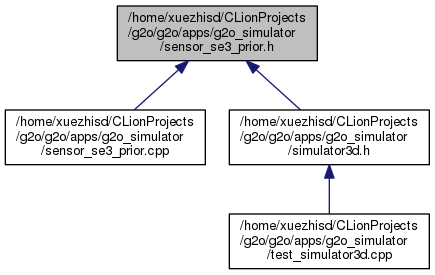 /home/xuezhisd/CLionProjects
/g2o/g2o/apps/g2o_simulator
/sensor_se3_prior.h
/home/xuezhisd/CLionProjects
/g2o/g2o/apps/g2o_simulator
/sensor_se3_prior.cpp
/home/xuezhisd/CLionProjects
/g2o/g2o/apps/g2o_simulator
/simulator3d.h
/home/xuezhisd/CLionProjects
/g2o/g2o/apps/g2o_simulator
/test_simulator3d.cpp